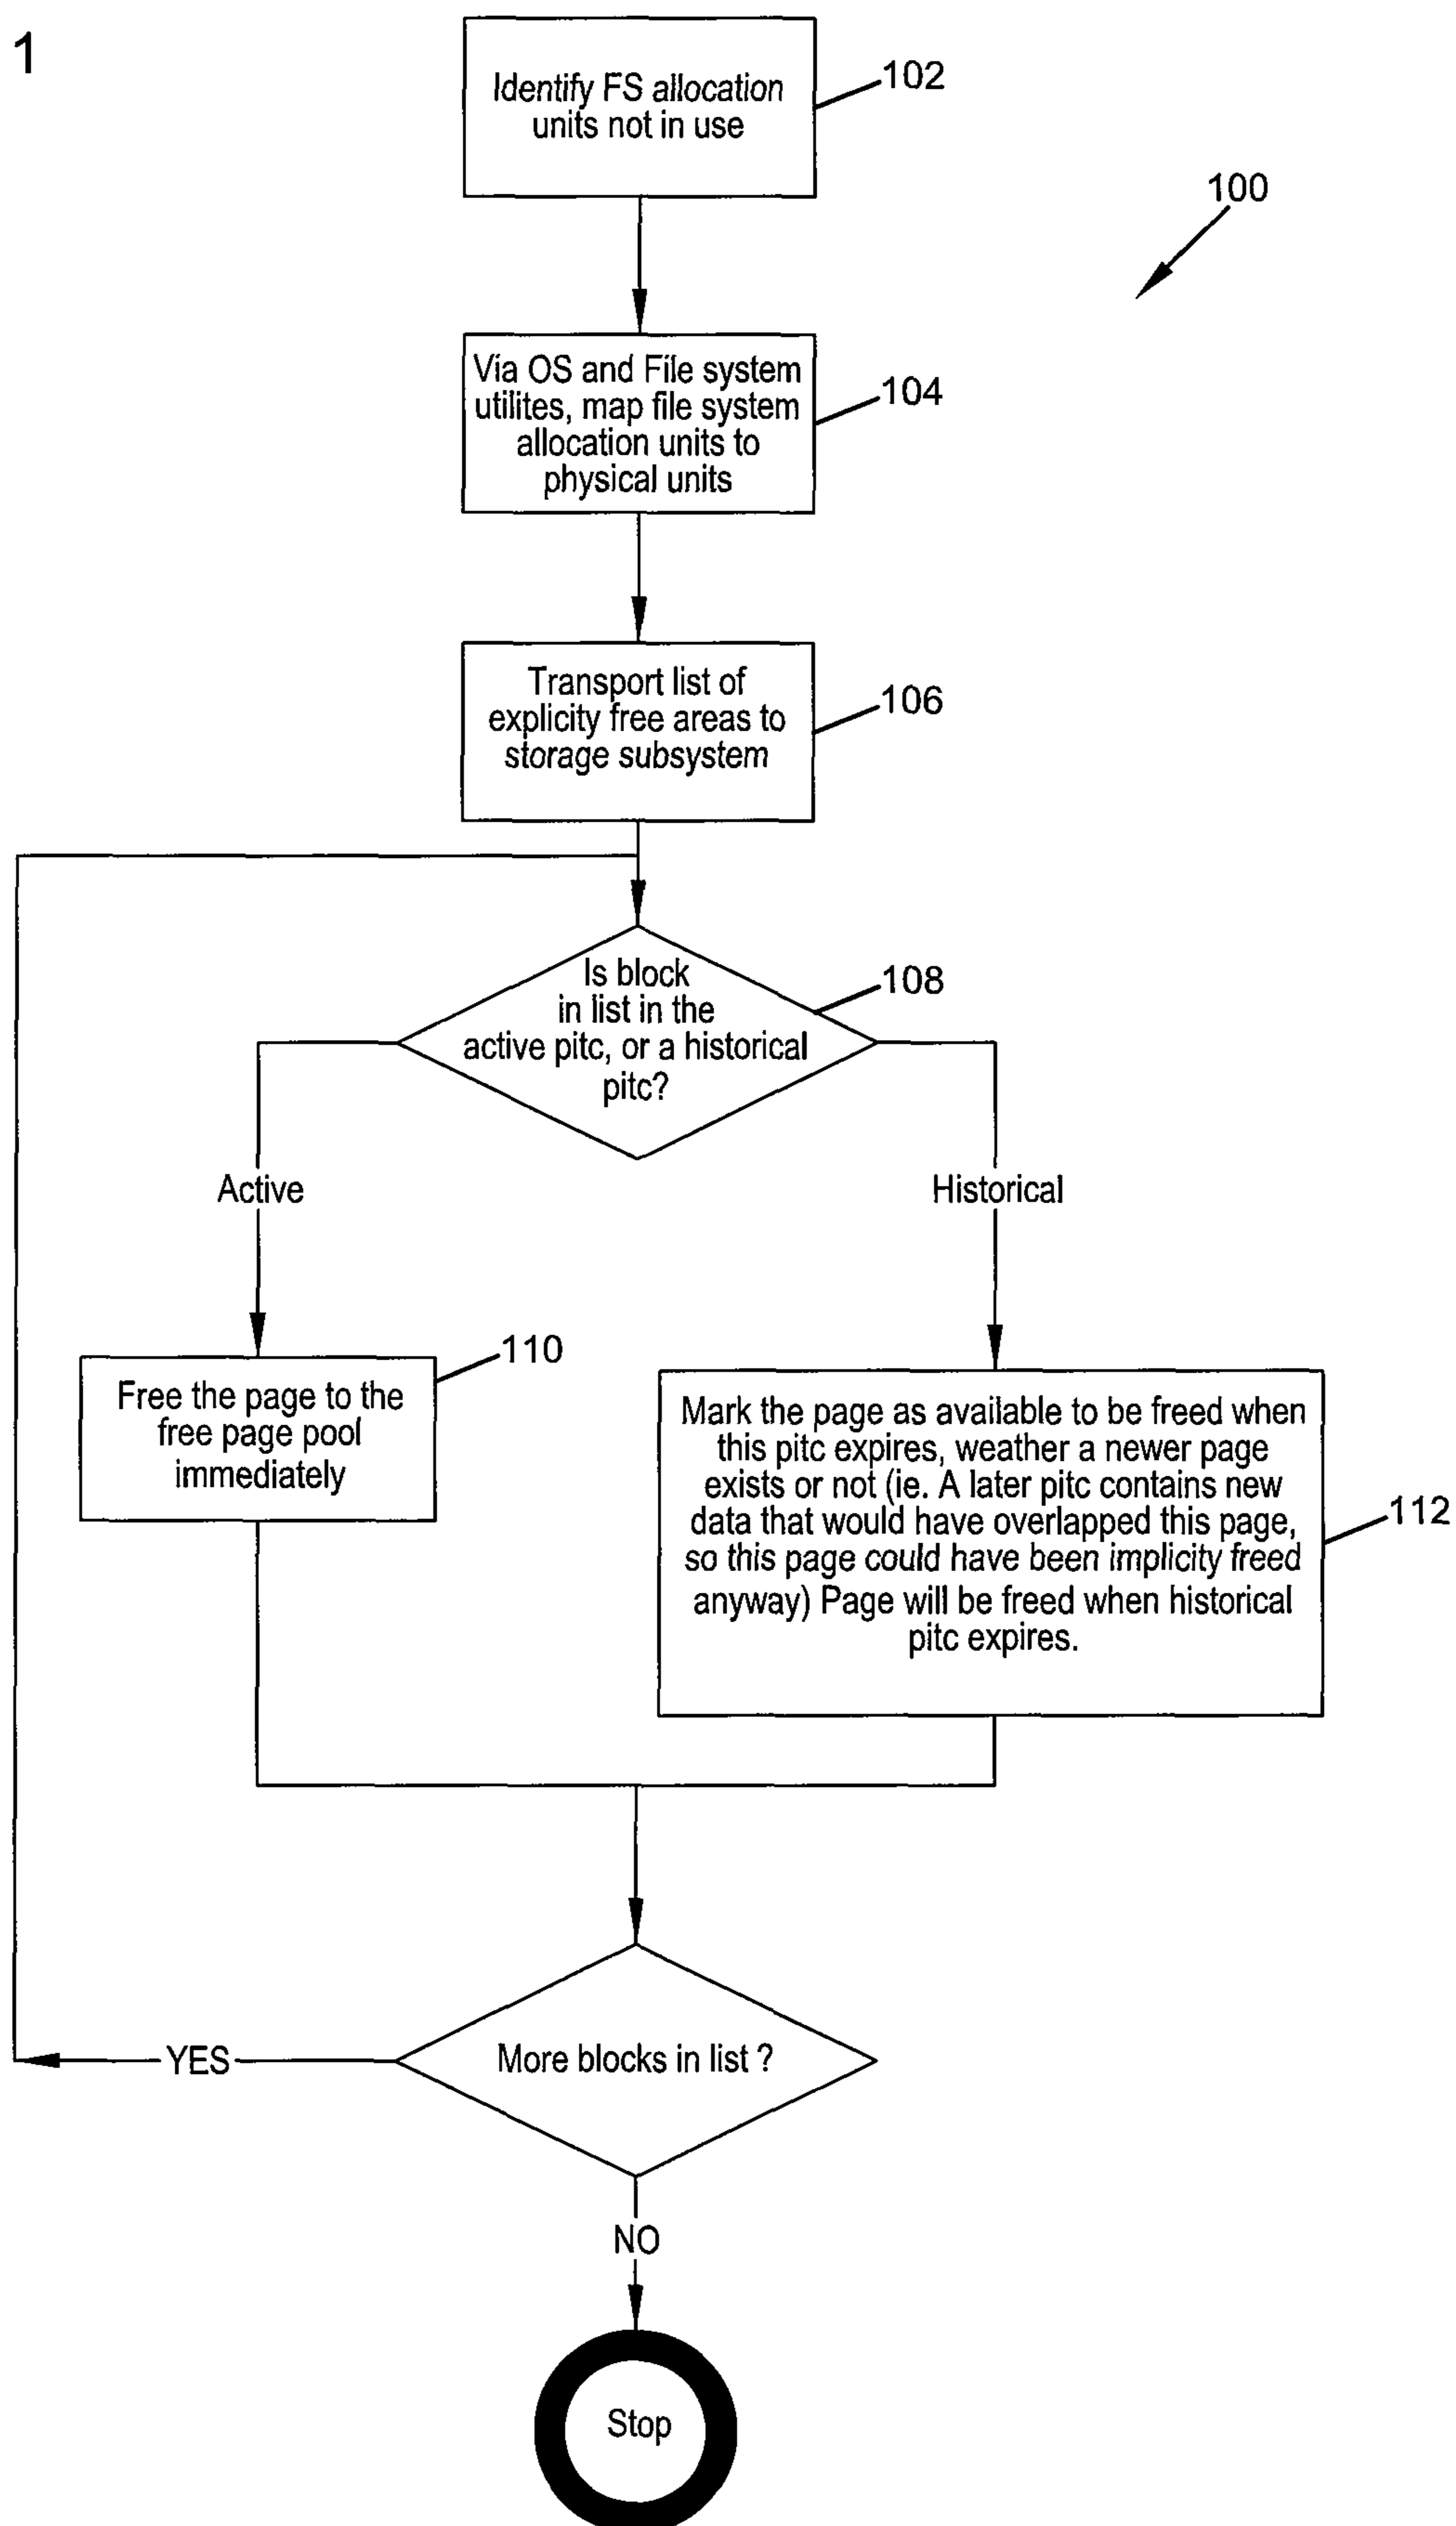 1
Identify FS allocation
units not in use
102
100
Via OS and File system
utilites, map file system
allocation units to
physical units
104
Transport list of
explicity free areas to
storage subsystem
106
Is block
in list in the
active pitc, or a historical
pitc?
108
Active
Historical
Free the page to the
free page pool
immediately
110
Mark the page as available to be freed when
this pitc expires, weather a newer page
exists or not (ie. A later pitc contains new
data that would have overlapped this page,
so this page could have been implicity freed
anyway) Page will be freed when historical
pitc expires.
112
More blocks in list ?
YES
NO
Stop